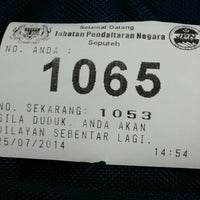 Selamat Datang
Jabatan Pendaftaran Negara
Seputeh
NO. ANDA :
1065
NO. SEKARANG: 1053
SILA DUDUK. ANDA AKAN
DILAYAN SEBENTAR LAGI.
25/07/2014 14:54